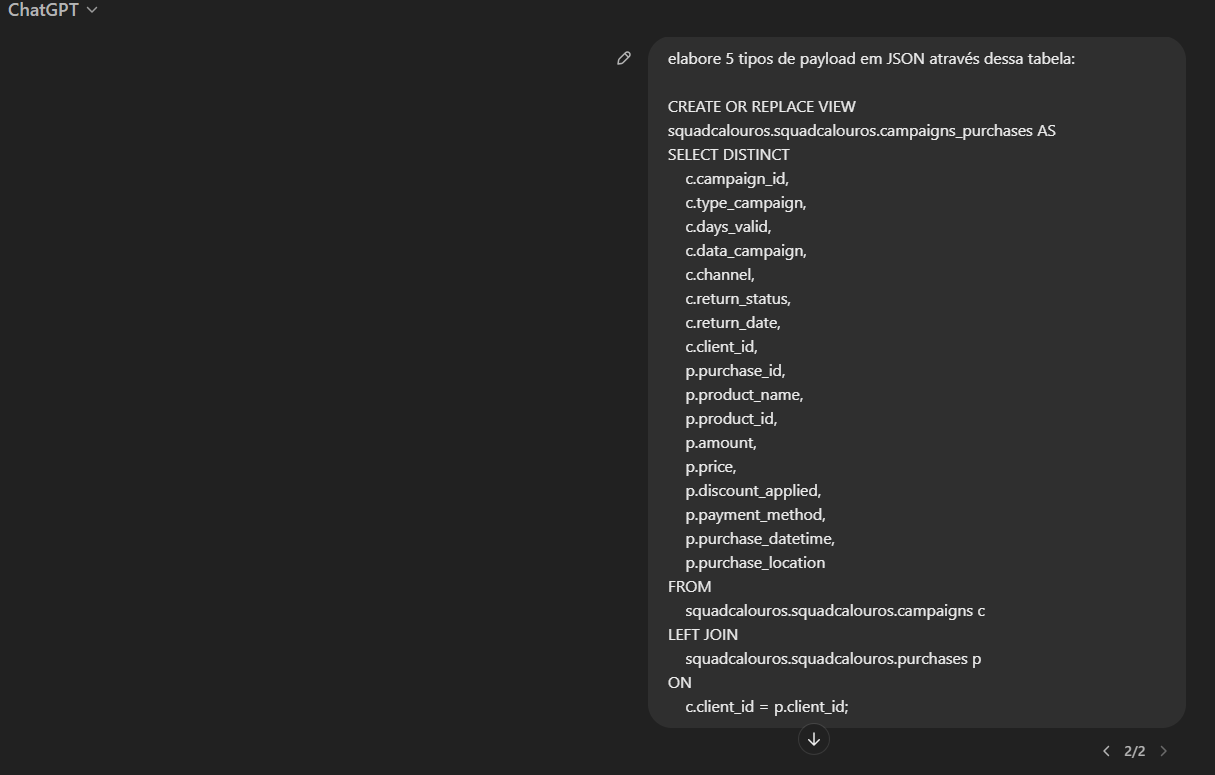 ChatGPT
elabore 5 tipos de payload em JSON através dessa tabela:
CREATE OR REPLACE VIEW
squadcalouros.squadcalouros.campaigns_purchases AS
SELECT DISTINCT
c.campaign_id,
c.type_campaign,
c.days_valid,
c.data_campaign,
c.channel,
c.return_status,
c.return_date,
c.client_id,
p.purchase_id,
p.product_name,
p.product_id,
p.amount,
p.price,
p.discount_applied,
p.payment_method,
p.purchase_datetime,
p.purchase_location
FROM
squadcalouros.squadcalouros.campaigns c
LEFT JOIN
squadcalouros.squadcalouros.purchases p
ON
c.client_id = p.client_id;
2/2